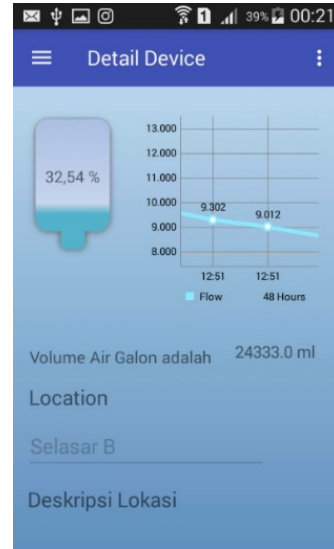 1 39% 00:21
Detail Device
32,54 %
13.000
12.000
11.000
10.000
9.000
8.000
9.302
9.012
12:51 12:51
Flow 48 Hours
Volume Air Galon adalah 24333.0 ml
Location
Selasar B
Deskripsi Lokasi